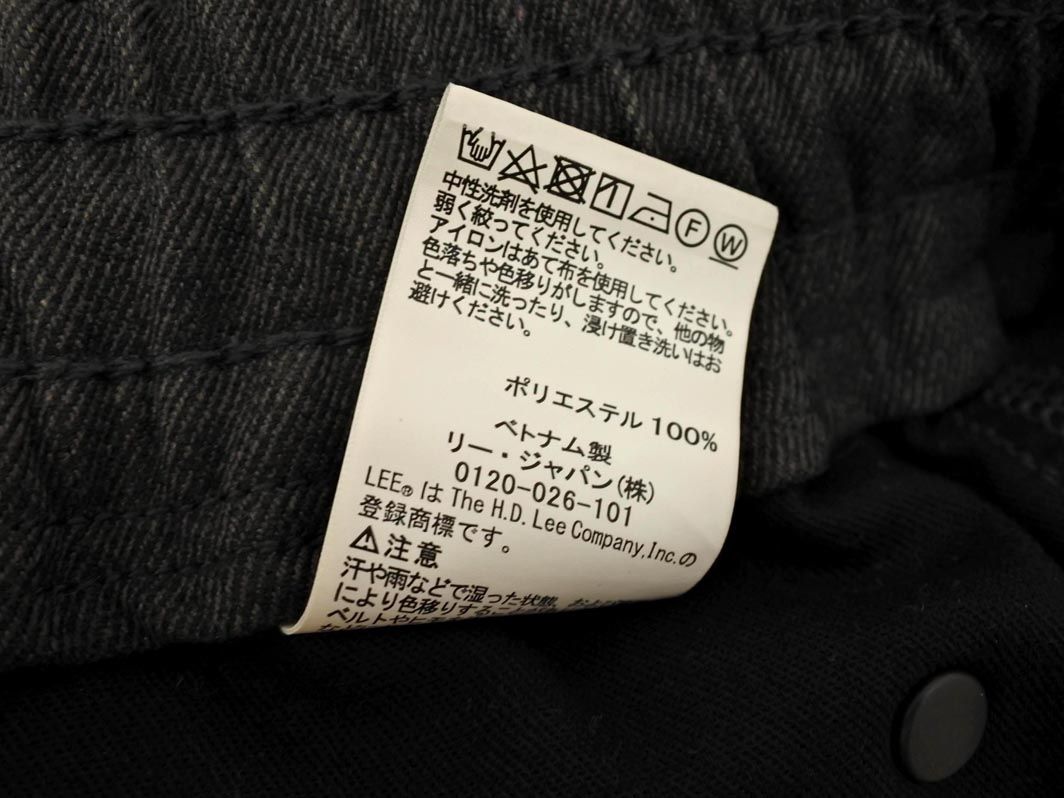 F W
中性洗剤を使用してください。
弱く絞ってください。
アイロンはあて布を使用してください。
色落ちや色移りがしますので、他の物
と一緒に洗ったり、浸け置き洗いはお
避けください。
ポリエステル 100%
ベトナム製
リー・ジャパン(株)
0120-026-101
LEE® は The H.D. Lee Company,Inc.の
登録商標です。
⚠注意
汗や雨などで湿った状態、および
により色移りする
ベルトや